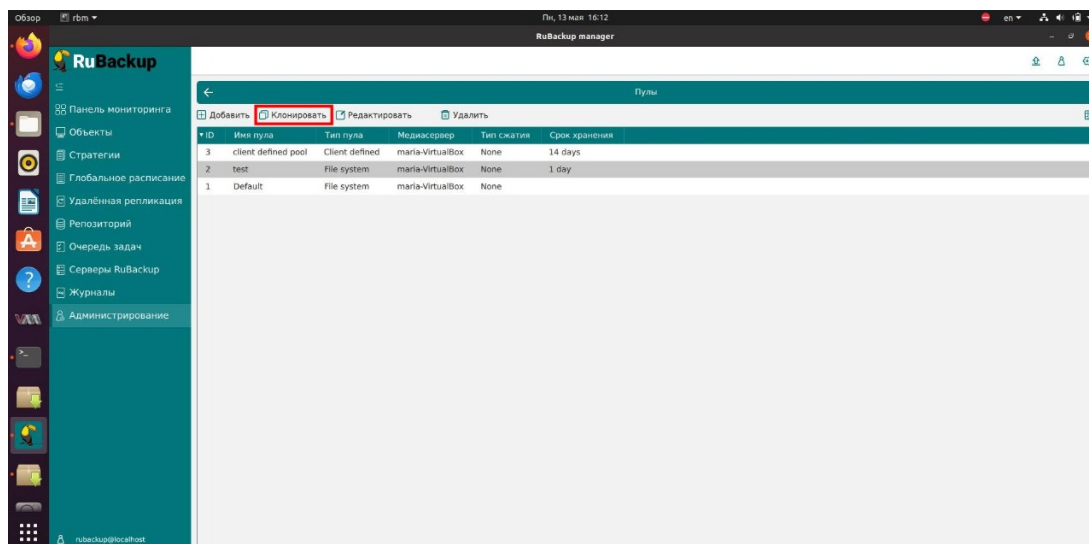 Обзор rbm Пн, 13 мая 16:12 en
RuBackup manager
RuBackup
Пулы
Панель мониторинга
Объекты
Стратегии
Глобальное расписание
Удалённая репликация
Репозиторий
Очередь задач
Серверы RuBackup
Журналы
Администрирование
rubackup@localhost
Добавить Клонировать Редактировать Удалить
ID Имя пула Тип пула Медиасервер Тип сжатия Срок хранения
3 client defined pool Client defined maria-VirtualBox None 14 days
2 test File system maria-VirtualBox None 1 day
1 Default File system maria-VirtualBox None